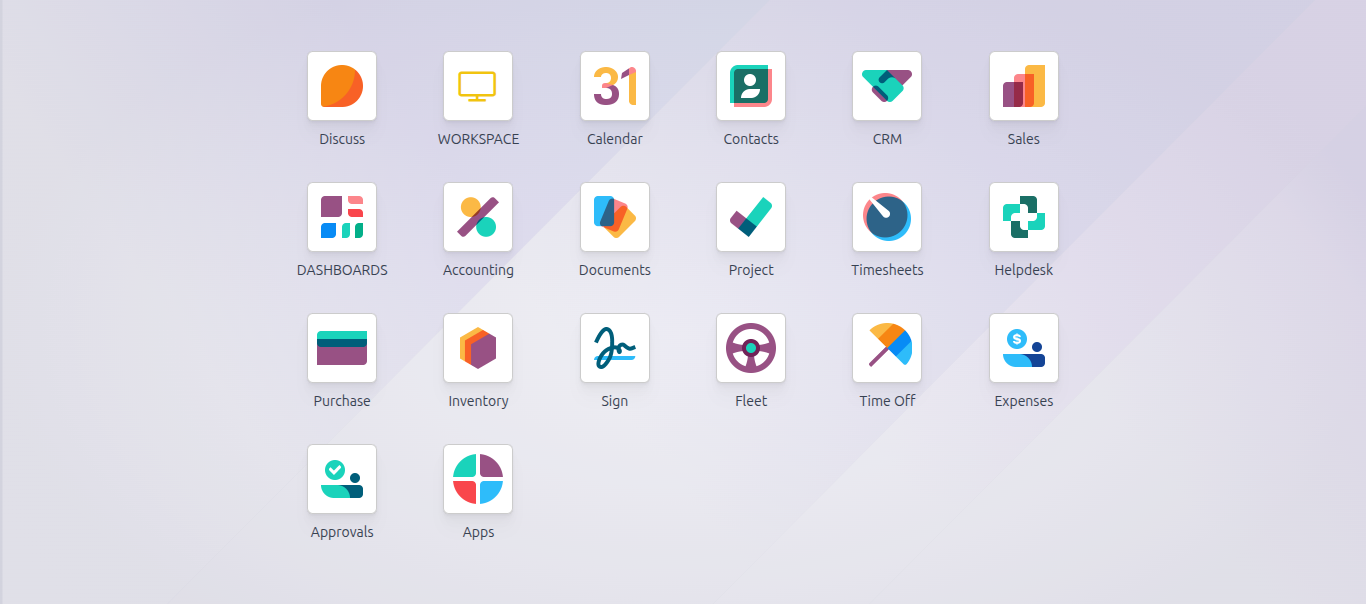 31
Discuss
WORKSPACE
Calendar
Contacts
CRM
Sales
DASHBOARDS
Accounting
Documents
Project
Timesheets
Helpdesk
$
Purchase
Inventory
Sign
Fleet
Time Off
Expenses
Approvals
Apps